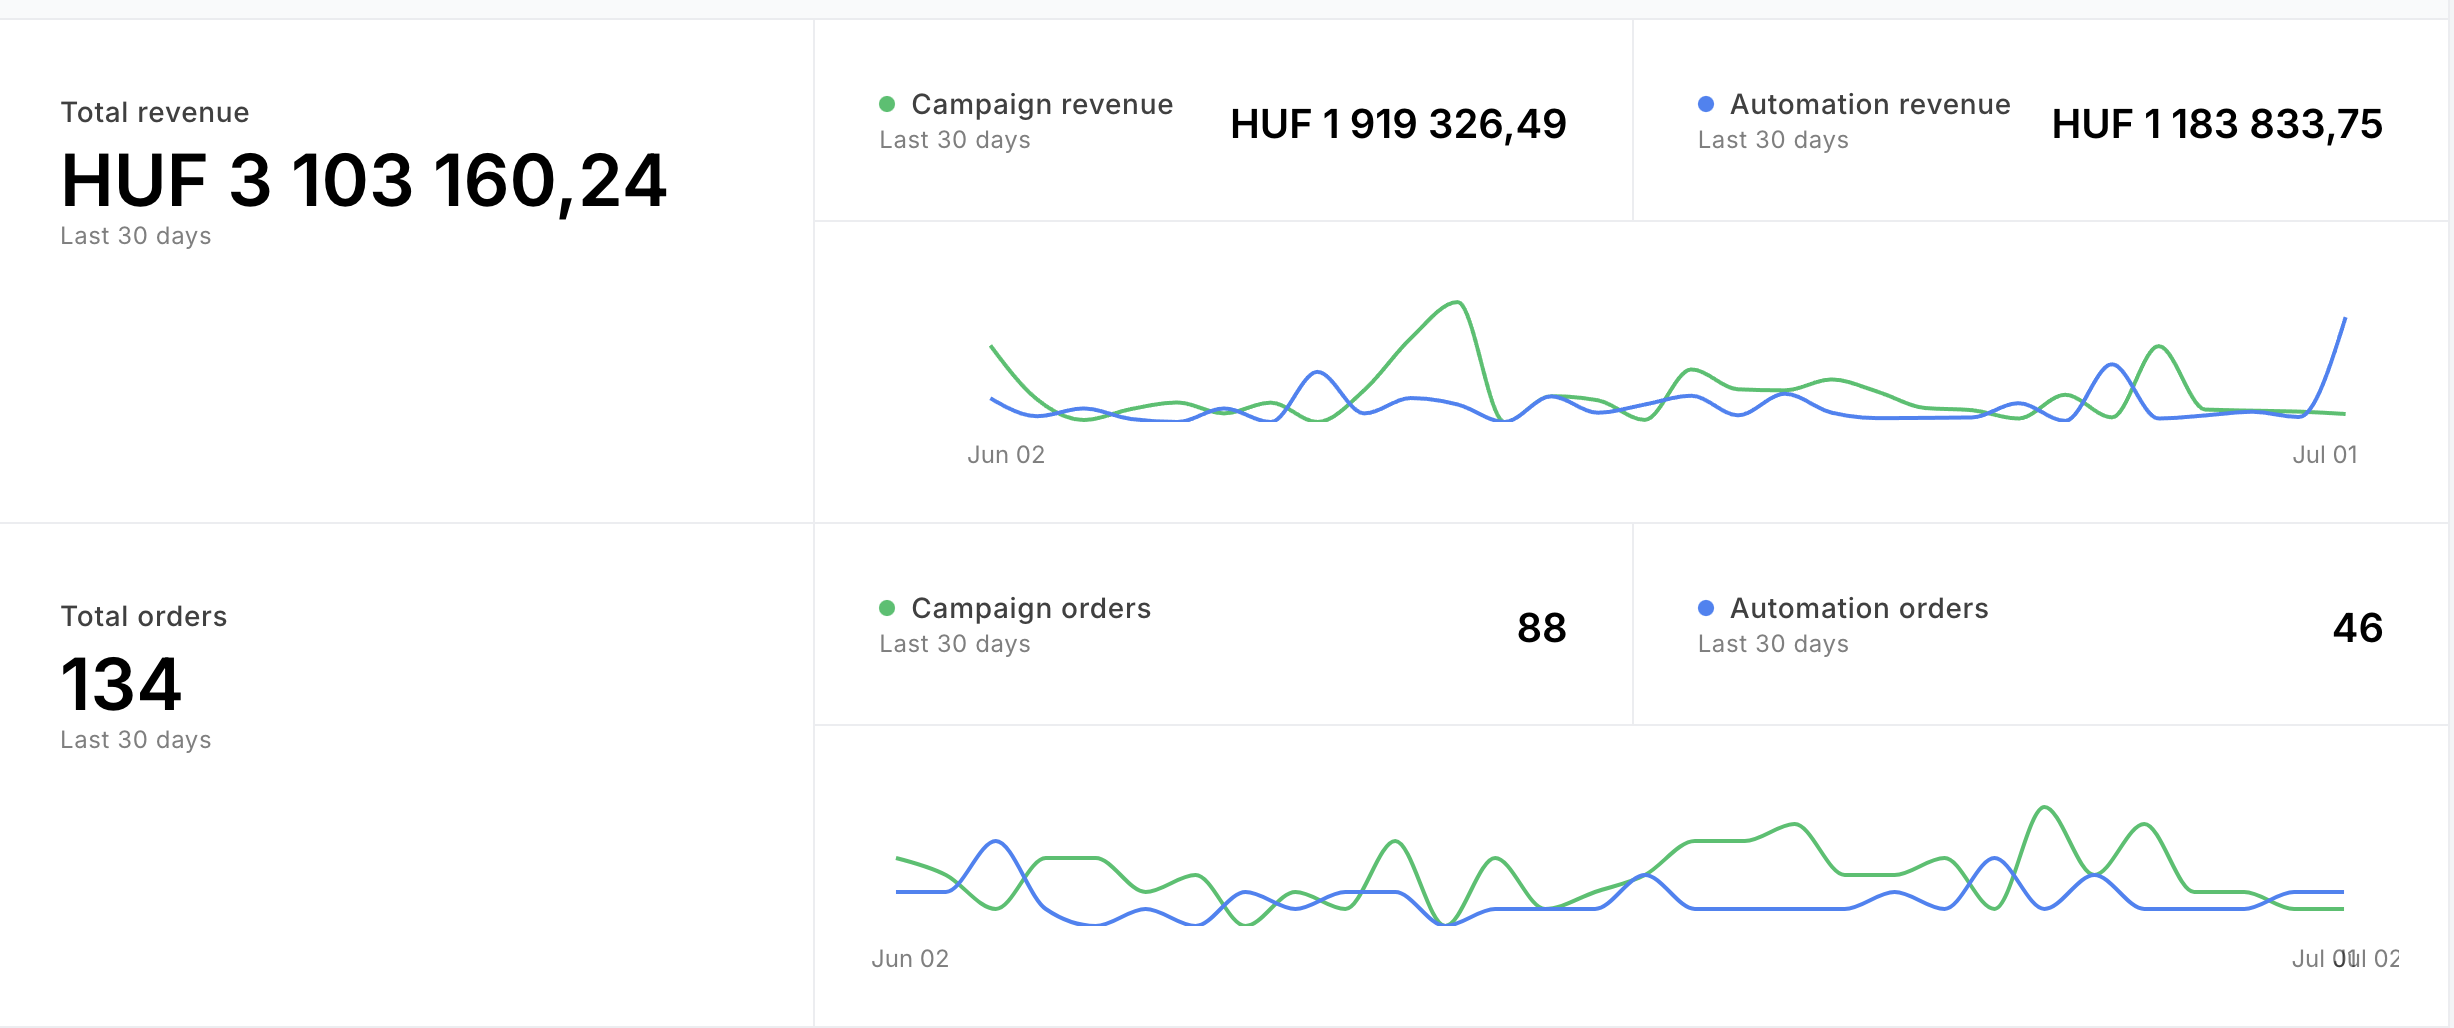 Total revenue
HUF 3 103 160,24
Last 30 days
Campaign revenue
Last 30 days
HUF 1 919 326,49
Automation revenue
Last 30 days
HUF 1 183 833,75
Jun 02
Jul 01
Total orders
134
Last 30 days
Campaign orders
Last 30 days
88
Automation orders
Last 30 days
46
Jun 02
Jul 01
Jul 02